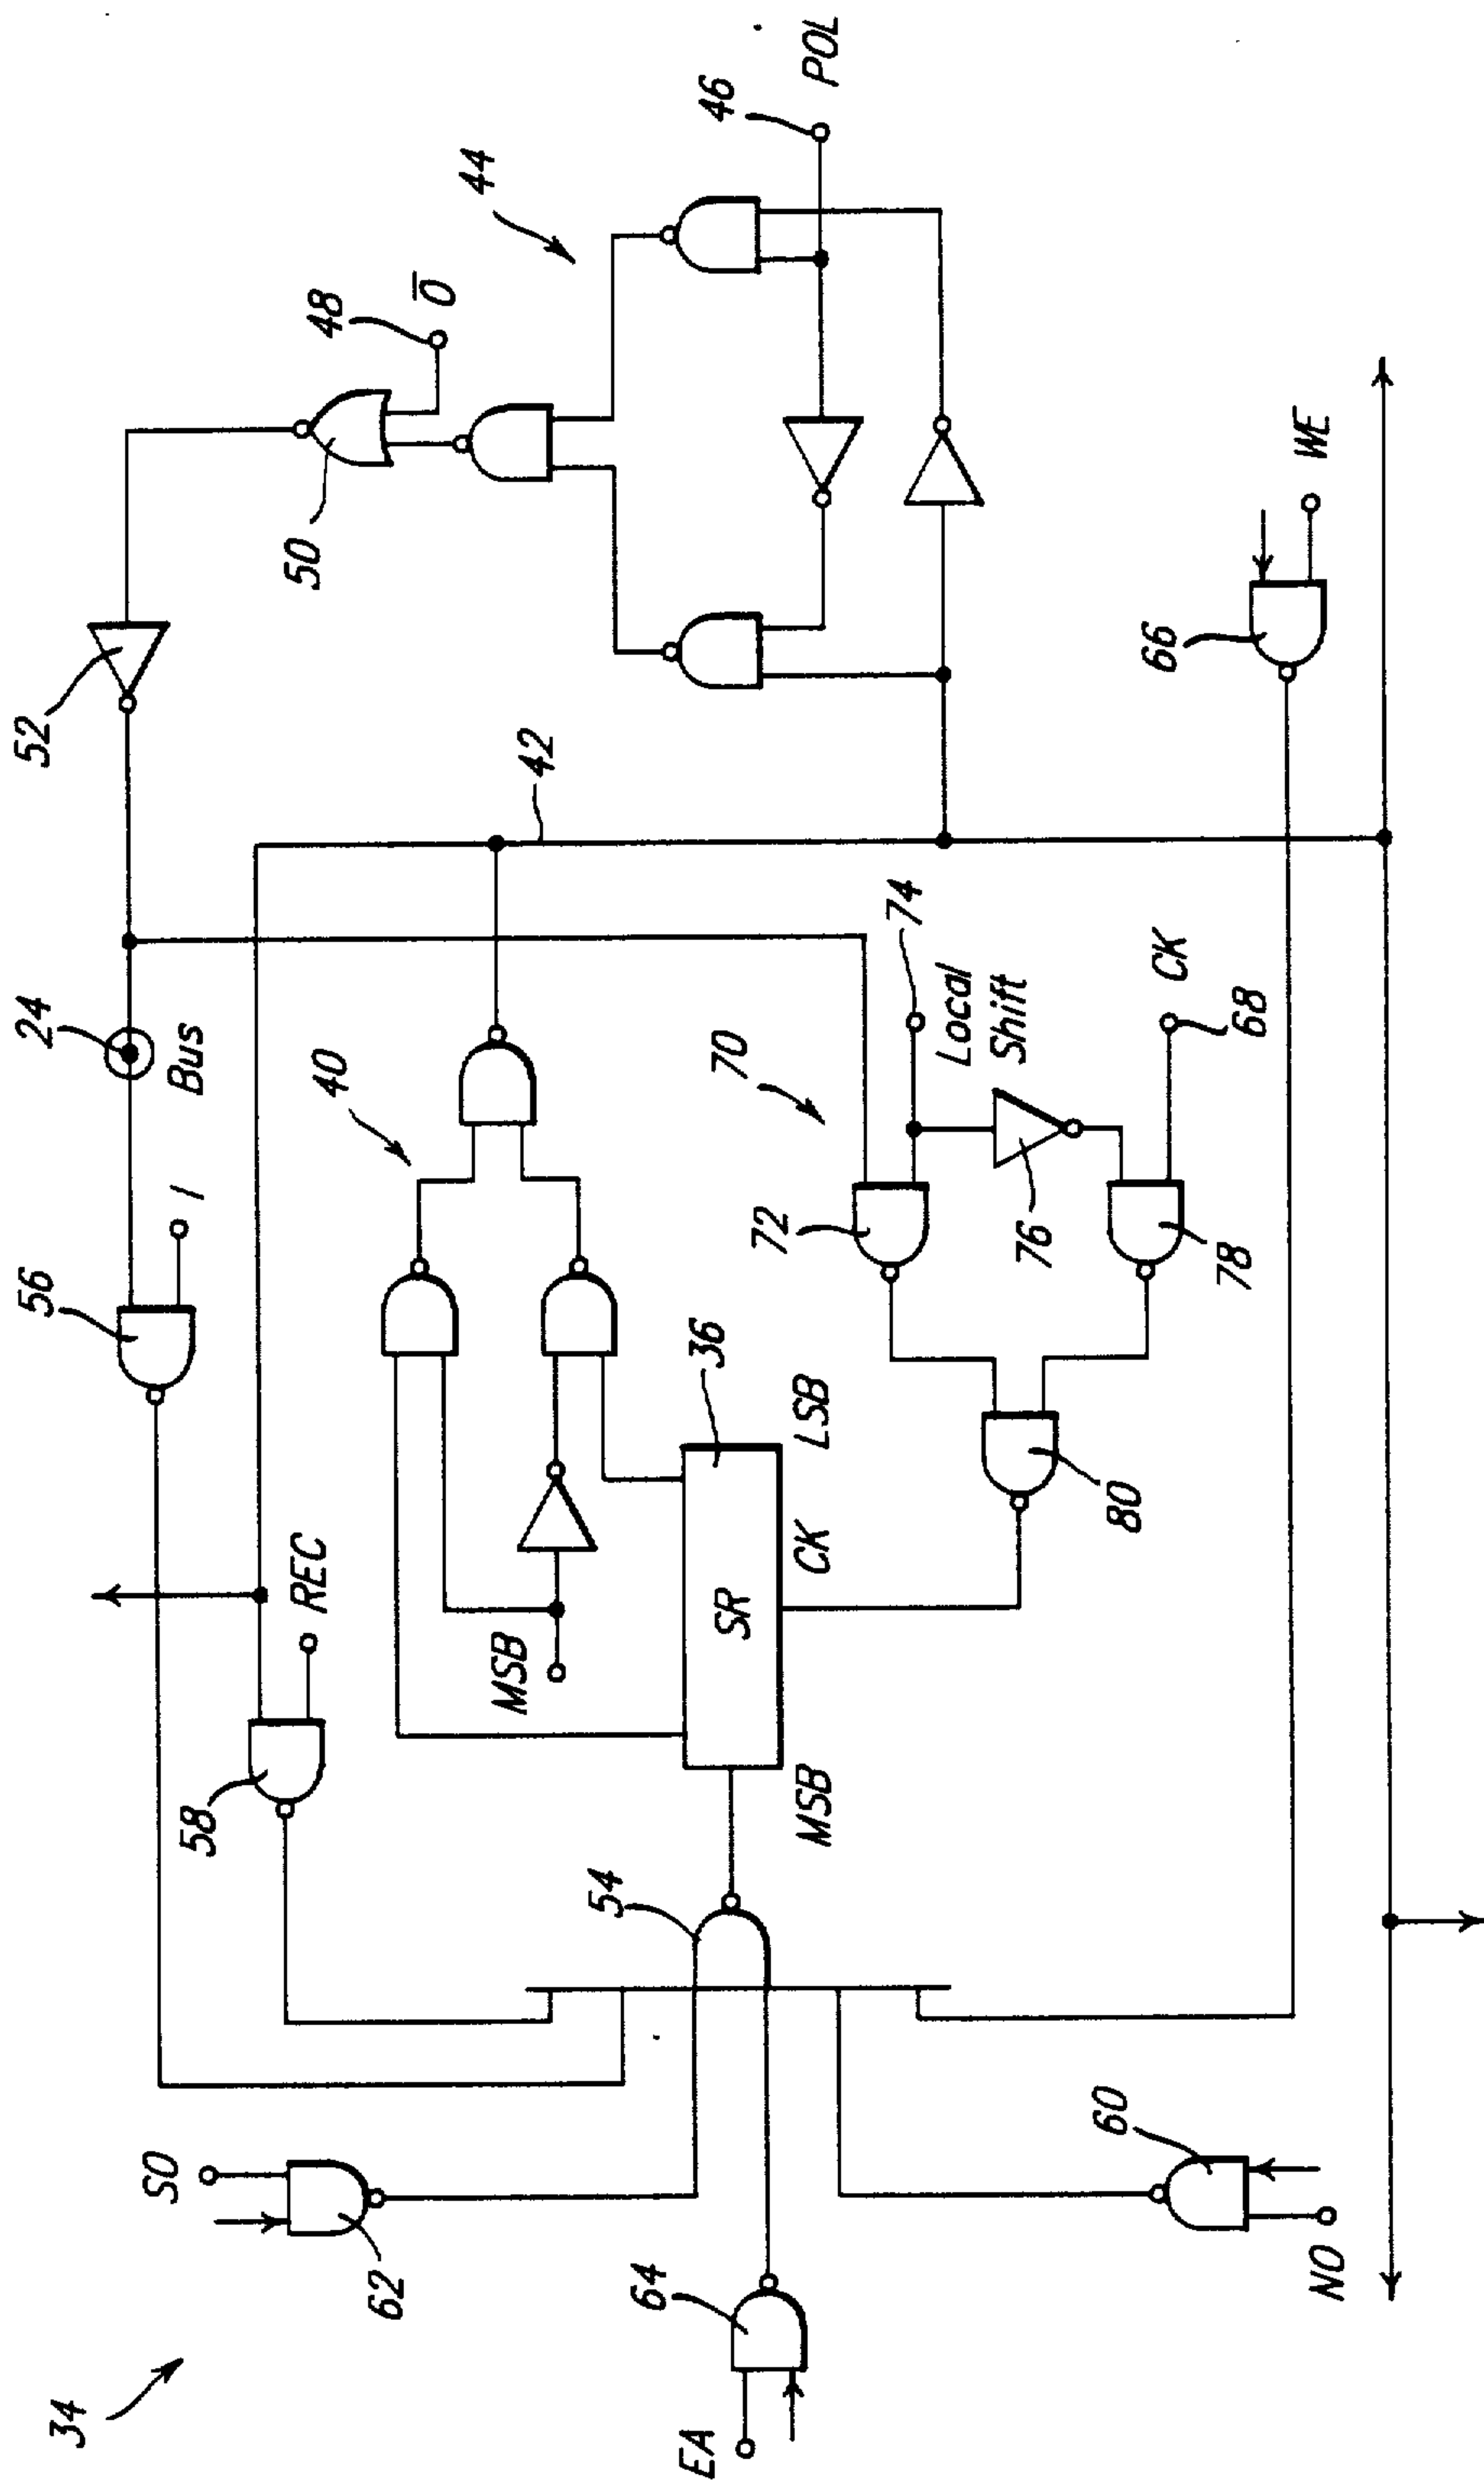 34
EA
64
SO
62
NO
60
54
58
REC
MSB
SR
36
MSB
CK
LSB
40
56
I
24
Bus
70
72
74
Local
Shift
76
78
80
CK
68
42
52
50
48
O̅
44
46
POL
66
WE